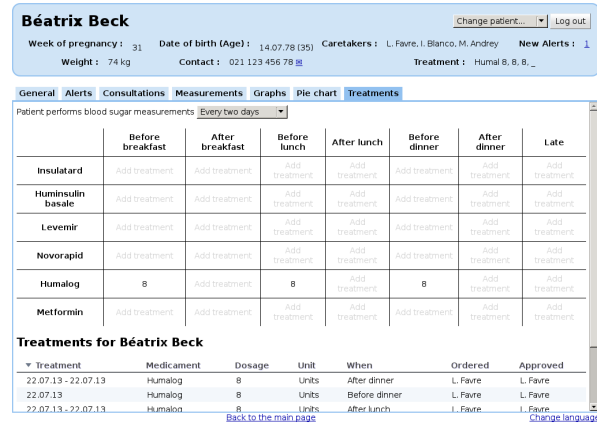 Béatrix Beck
Change patient... Log out
Week of pregnancy : 31 Date of birth (Age) : 14.07.78 (35) Caretakers : L. Favre, I. Blanco, M. Andrey New Alerts : 1
Weight : 74 kg Contact : 021 123 456 78 Treatment : Humal 8, 8, 8, _
General Alerts Consultations Measurements Graphs Pie chart Treatments
Patient performs blood sugar measurements Every two days
Before breakfast After breakfast Before lunch After lunch Before dinner After dinner Late
Insulatard Add treatment Add treatment Add treatment Add treatment Add treatment Add treatment Add treatment
Huminsulin basale Add treatment Add treatment Add treatment Add treatment Add treatment Add treatment Add treatment
Levemir Add treatment Add treatment Add treatment Add treatment Add treatment Add treatment Add treatment
Novorapid Add treatment Add treatment Add treatment Add treatment Add treatment Add treatment Add treatment
Humalog 8 Add treatment 8 Add treatment 8 Add treatment Add treatment
Metformin Add treatment Add treatment Add treatment Add treatment Add treatment Add treatment Add treatment
Treatments for Béatrix Beck
Treatment Medicament Dosage Unit When Ordered Approved
22.07.13 - 22.07.13 Humalog 8 Units After dinner L. Favre L. Favre
22.07.13 Humalog 8 Units Before dinner L. Favre L. Favre
22.07.13 - 22.07.13 Humalog 8 Units After lunch L. Favre L. Favre
Back to the main page Change language